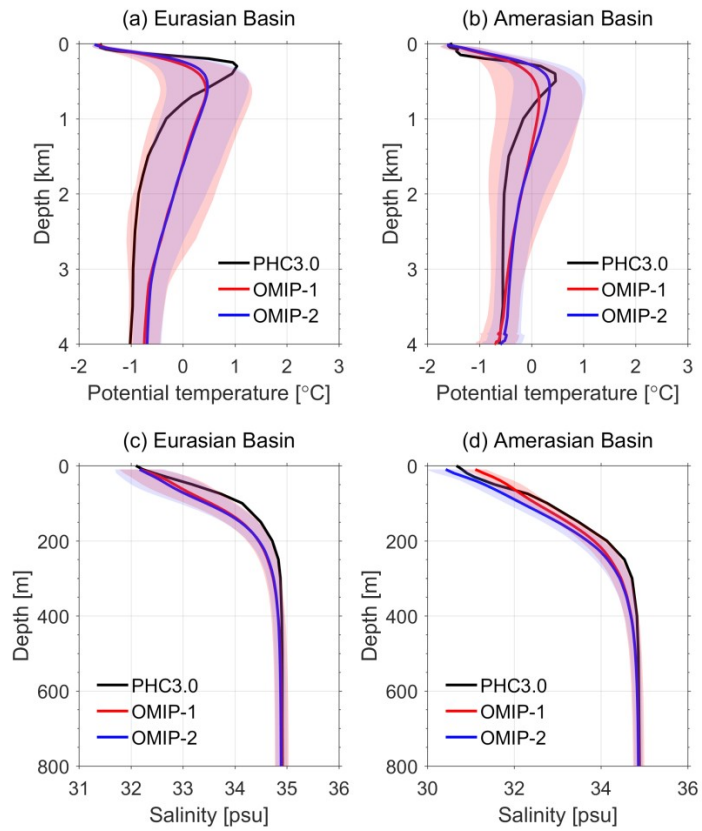 (a) Eurasian Basin
(b) Amerasian Basin
0
1
2
3
4
Depth [km]
PHC3.0
OMIP-1
OMIP-2
-2 -1 0 1 2 3
Potential temperature [°C]
0
1
2
3
4
Depth [km]
PHC3.0
OMIP-1
OMIP-2
-2 -1 0 1 2 3
Potential temperature [°C]
(c) Eurasian Basin
(d) Amerasian Basin
0
200
400
600
800
Depth [m]
PHC3.0
OMIP-1
OMIP-2
31 32 33 34 35 36
Salinity [psu]
0
200
400
600
800
Depth [m]
PHC3.0
OMIP-1
OMIP-2
30 32 34 36
Salinity [psu]